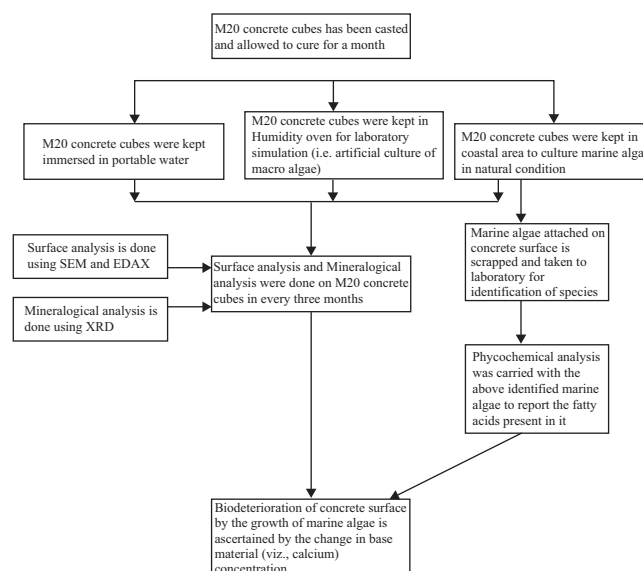 M20 concrete cubes has been casted
and allowed to cure for a month
M20 concrete cubes were kept
immersed in portable water
M20 concrete cubes were kept in
Humidity oven for laboratory
simulation (i.e. artificial culture of
macro algae)
M20 concrete cubes were kept in
coastal area to culture marine algae
in natural condition
Surface analysis is done
using SEM and EDAX
Mineralogical analysis is
done using XRD
Surface analysis and Mineralogical
analysis were done on M20 concrete
cubes in every three months
Marine algae attached on
concrete surface is
scrapped and taken to
laboratory for
identification of species
Phycochemical analysis
was carried with the
above identified marine
algae to report the fatty
acids present in it
Biodeterioration of concrete surface
by the growth of marine algae is
ascertained by the change in base
material (viz., calcium)
concentration